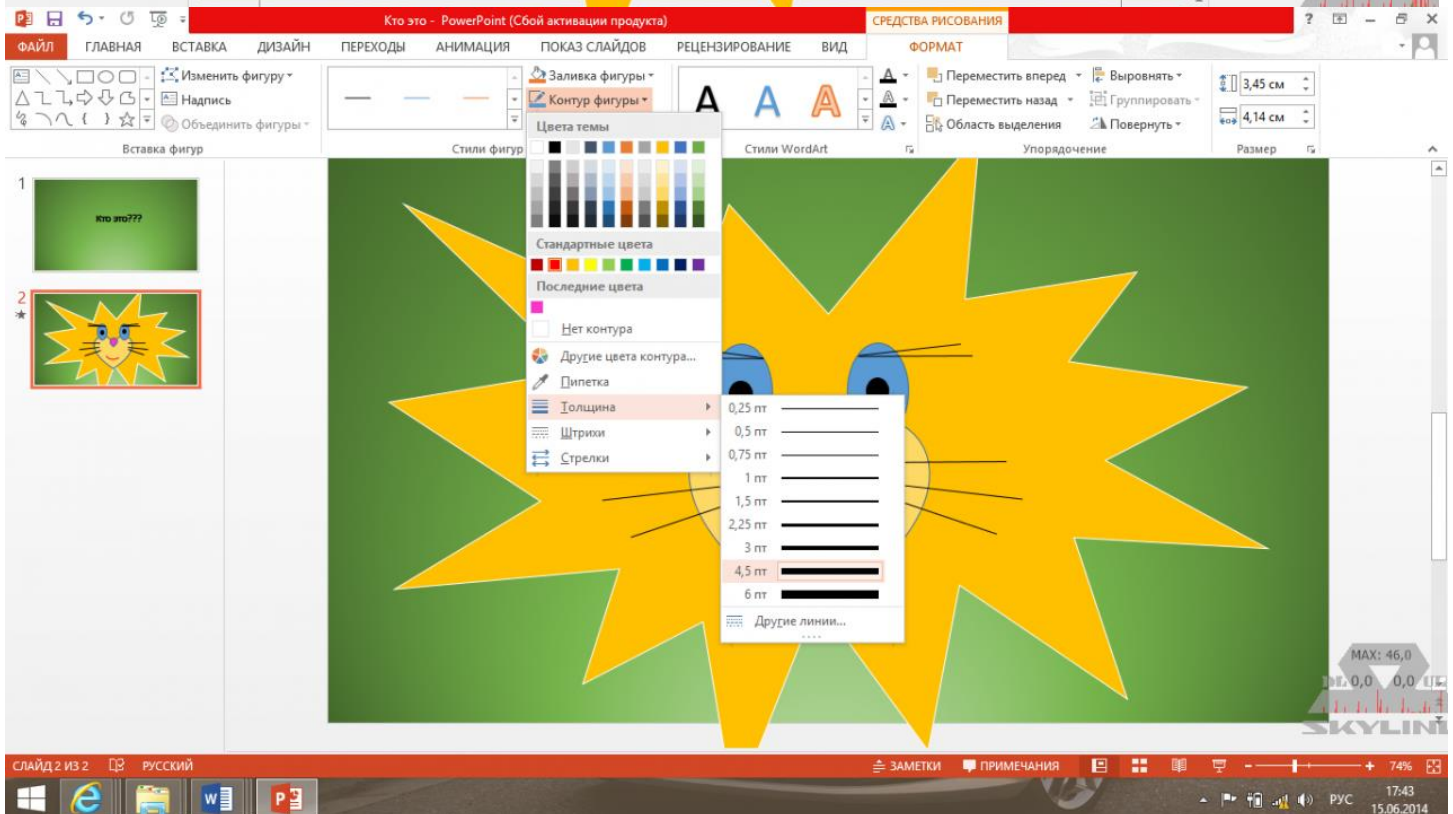 Кто это - PowerPoint (Сбой активации продукта)
СРЕДСТВА РИСОВАНИЯ
ФАЙЛ ГЛАВНАЯ ВСТАВКА ДИЗАЙН ПЕРЕХОДЫ АНИМАЦИЯ ПОКАЗ СЛАЙДОВ РЕЦЕНЗИРОВАНИЕ ВИД ФОРМАТ
Изменить фигуру
Надпись
Объединить фигуры
Вставка фигур
Заливка фигуры
Контур фигуры
Стили фигур
A A A
Стили WordArt
Переместить вперед
Переместить назад
Область выделения
Выровнять
Группировать
Повернуть
Упорядочение
3,45 см
4,14 см
Размер
Цвета темы
Стандартные цвета
Последние цвета
Нет контура
Другие цвета контура...
Пипетка
Толщина
Штрихи
Стрелки
0,25 пт
0,5 пт
0,75 пт
1 пт
1,5 пт
2,25 пт
3 пт
4,5 пт
6 пт
Другие линии...
1
Кто это???
2
MAX: 46,0
DL 0,0 0,0
SKYLIN
СЛАЙД 2 ИЗ 2 РУССКИЙ
ЗАМЕТКИ ПРИМЕЧАНИЯ 74%
РУС
17:43
15.06.2014